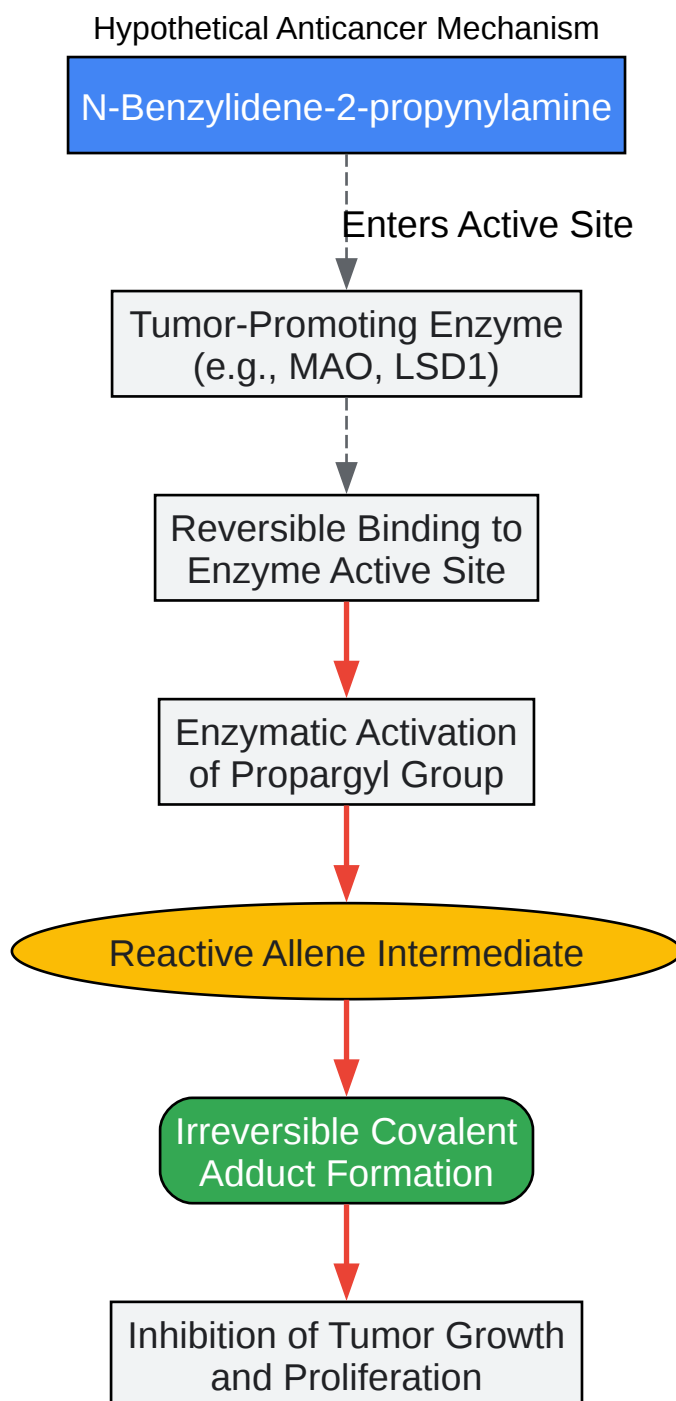 Hypothetical Anticancer Mechanism
N-Benzylidene-2-propynylamine
Enters Active Site
Tumor-Promoting Enzyme
(e.g., MAO, LSD1)
Reversible Binding to
Enzyme Active Site
Enzymatic Activation
of Propargyl Group
Reactive Allene Intermediate
Irreversible Covalent
Adduct Formation
Inhibition of Tumor Growth
and Proliferation